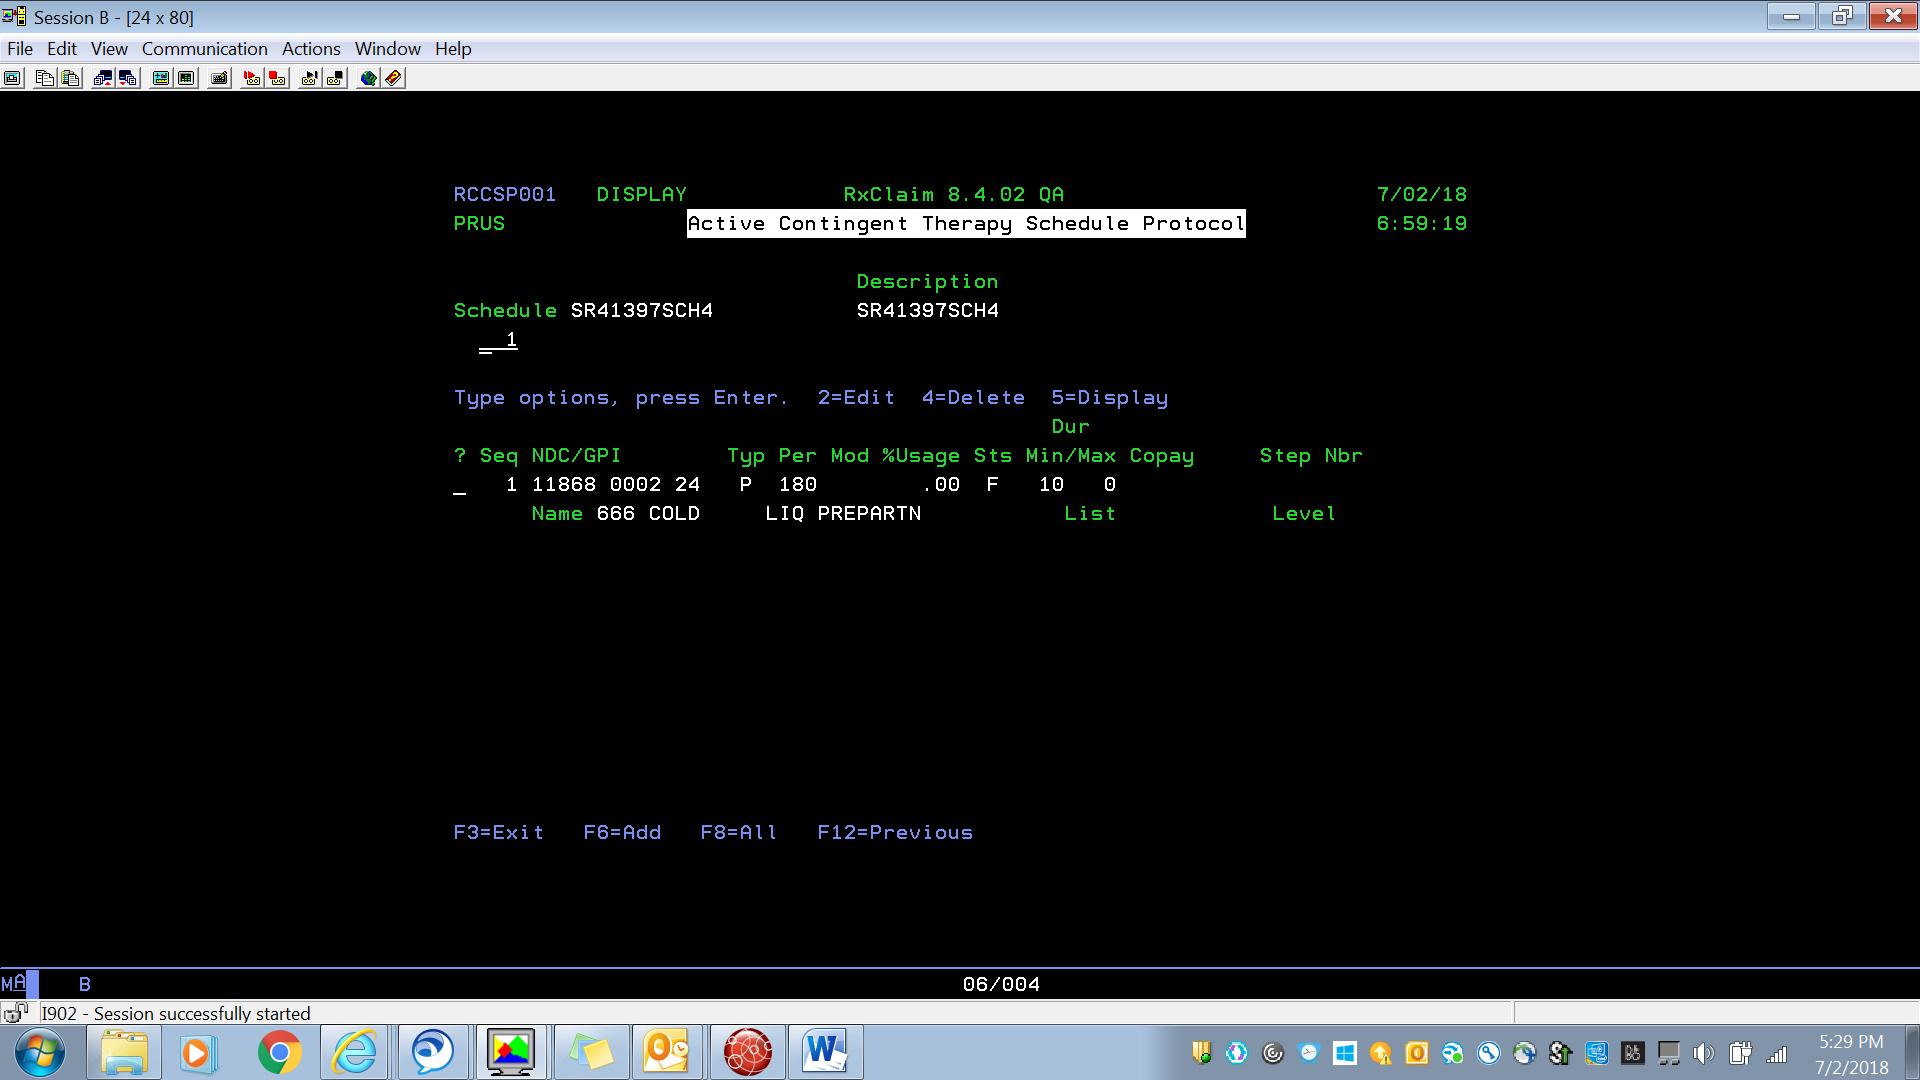 Session B - [24 x 80]
File Edit View Communication Actions Window Help
RCCSP001 DISPLAY RxClaim 8.4.02 QA 7/02/18
PRUS Active Contingent Therapy Schedule Protocol 6:59:19
Description
Schedule SR41397SCH4 SR41397SCH4
1
Type options, press Enter. 2=Edit 4=Delete 5=Display
Dur
? Seq NDC/GPI Typ Per Mod %Usage Sts Min/Max Copay Step Nbr
_ 1 11868 0002 24 P 180 .00 F 10 0
Name 666 COLD LIQ PREPARTN List Level
F3=Exit F6=Add F8=All F12=Previous
MA B 06/004
I902 - Session successfully started
5:29 PM
7/2/2018